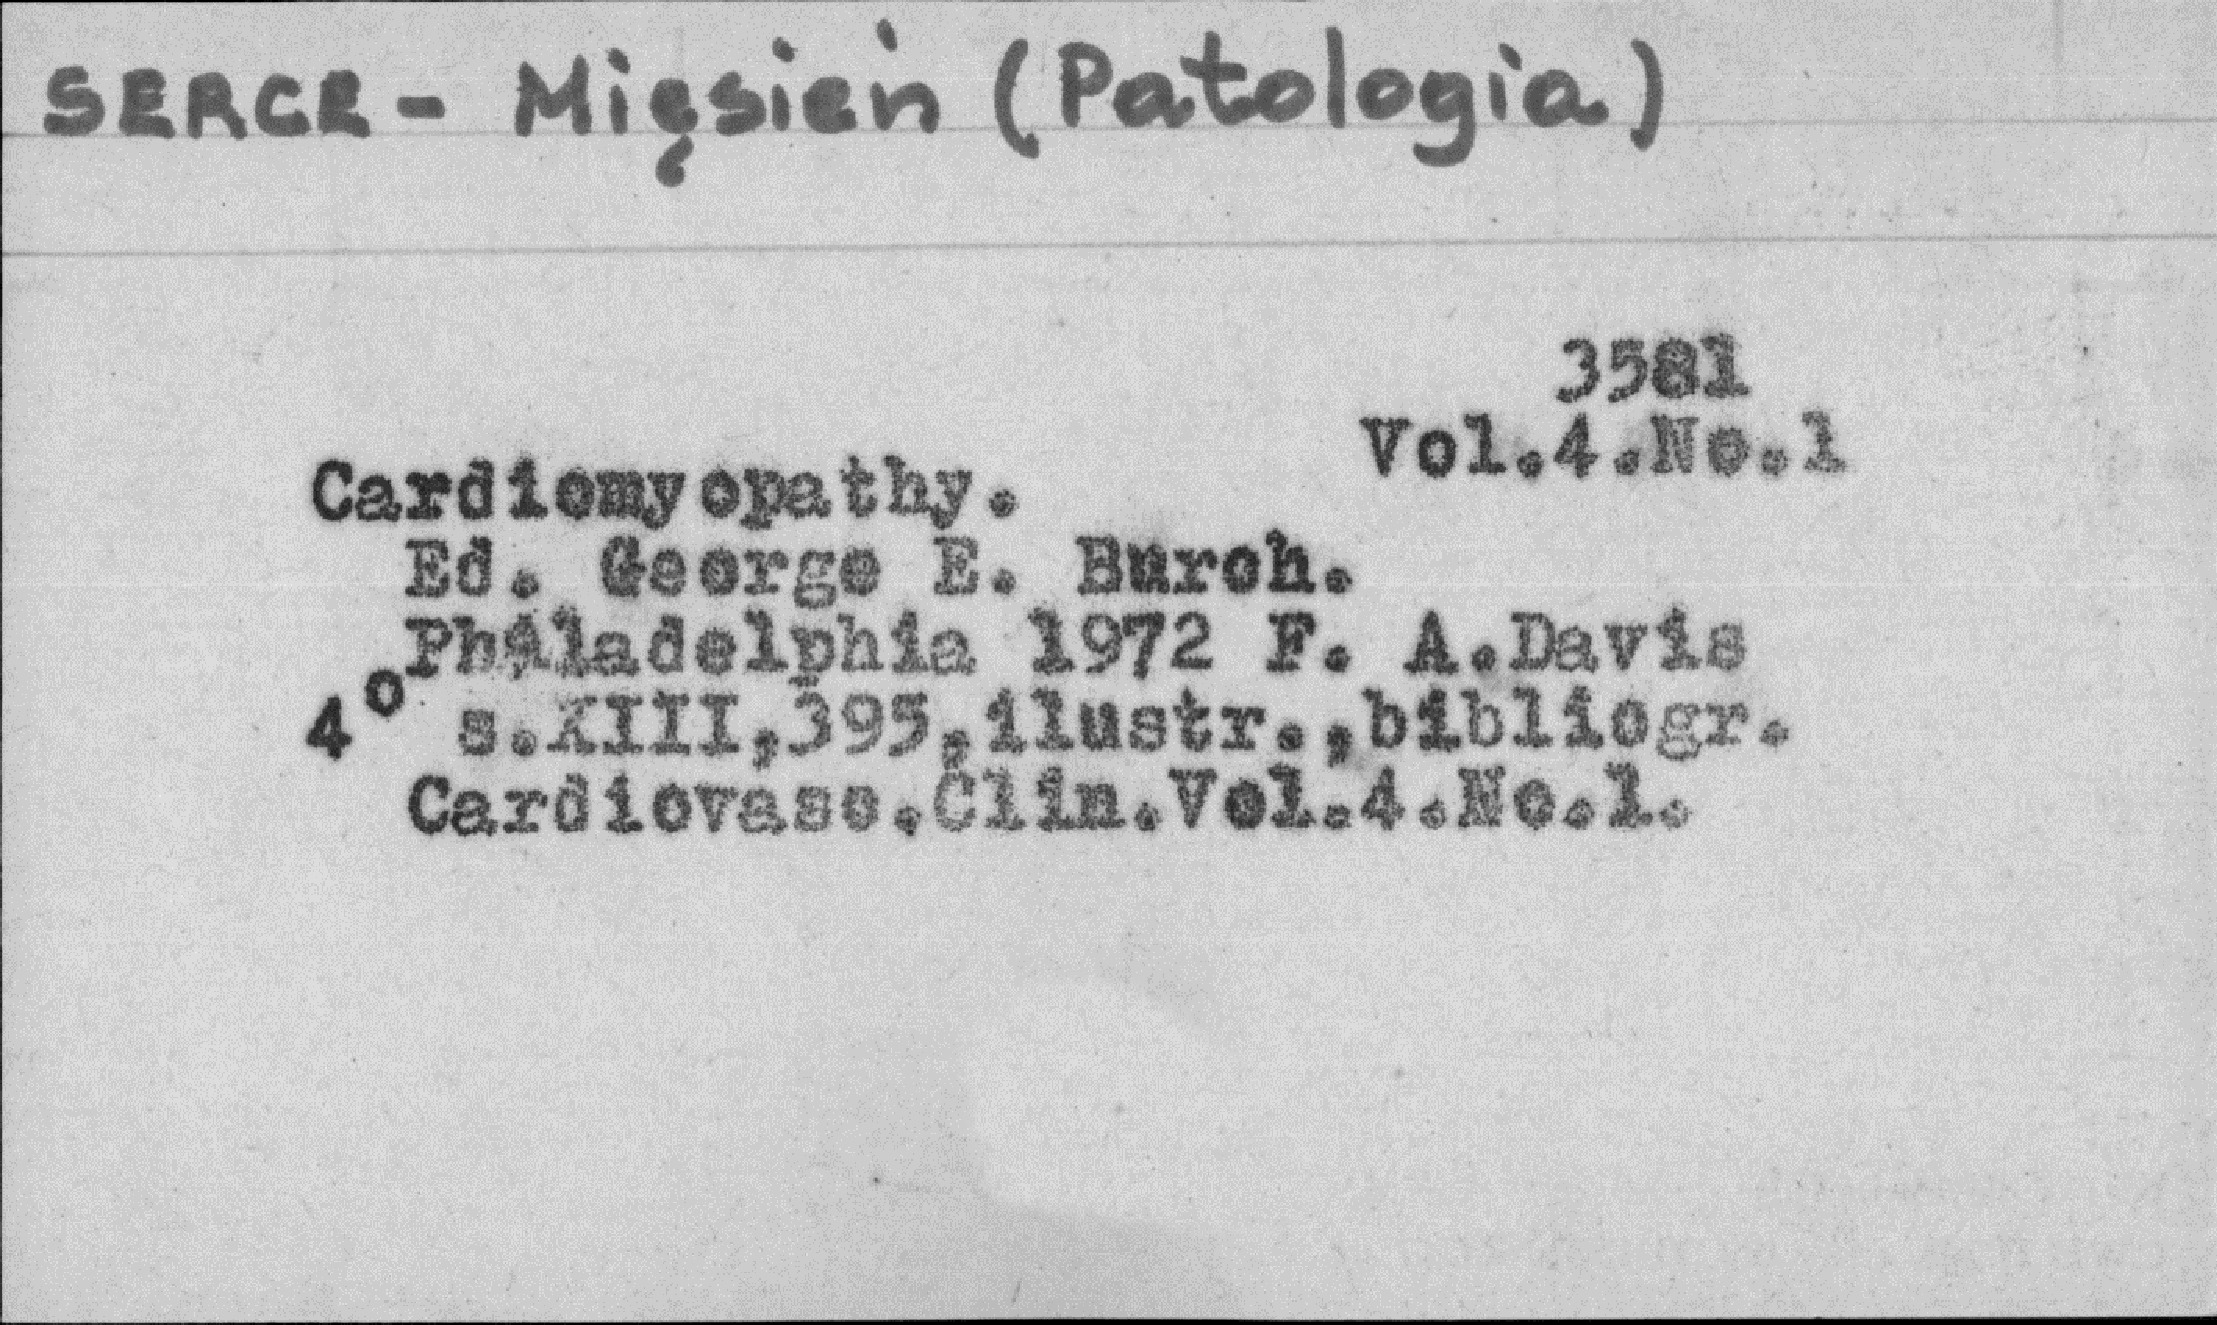 SERCE - Mięsień (Patologia)
3581
Vol.4.No.1
Cardiomyopathy.
Ed. George E. Burch.
Philadelphia 1972 F. A.Davis
4° s.XIII,395,ilustr.,bibliogr.
Cardiovasc.Clin.Vol.4.No.1.